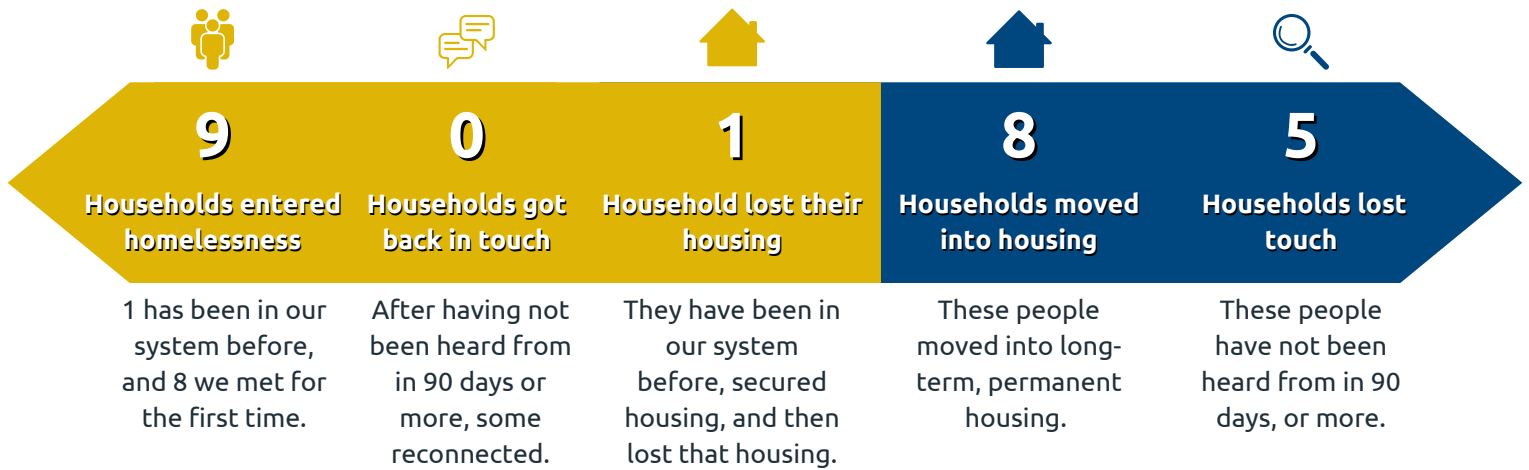 9
Households entered
homelessness
1 has been in our
system before,
and 8 we met for
the first time.
0
Households got
back in touch
After having not
been heard from
in 90 days or
more, some
reconnected.
1
Household lost their
housing
They have been in
our system
before, secured
housing, and then
lost that housing.
8
Households moved
into housing
These people
moved into long-
term, permanent
housing.
5
Households lost
touch
These people
have not been
heard from in 90
days, or more.